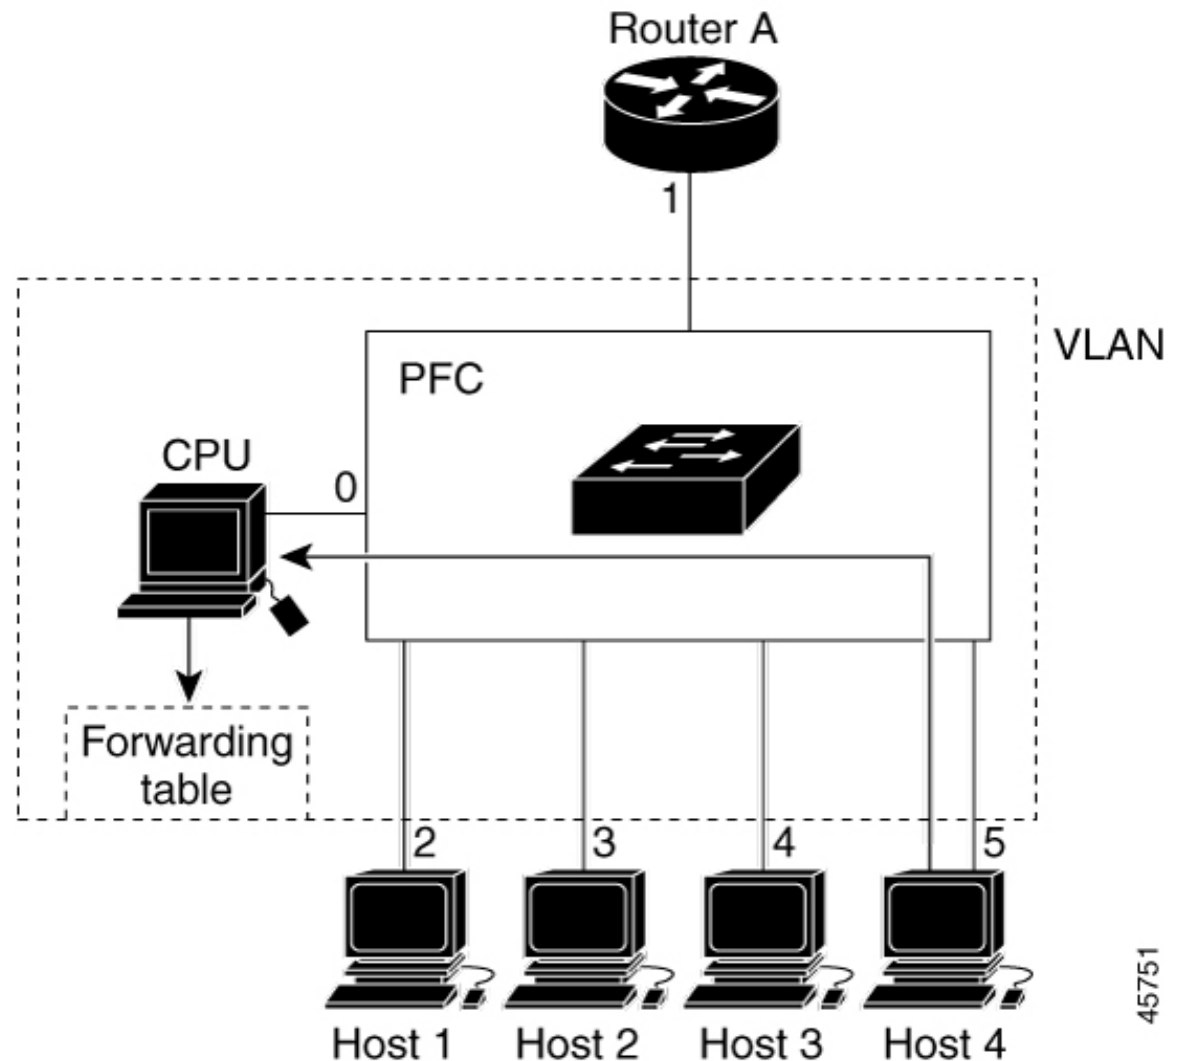 Router A
1
VLAN
PFC
CPU
0
Forwarding
table
2
3
4
5
Host 1
Host 2
Host 3
Host 4
45751